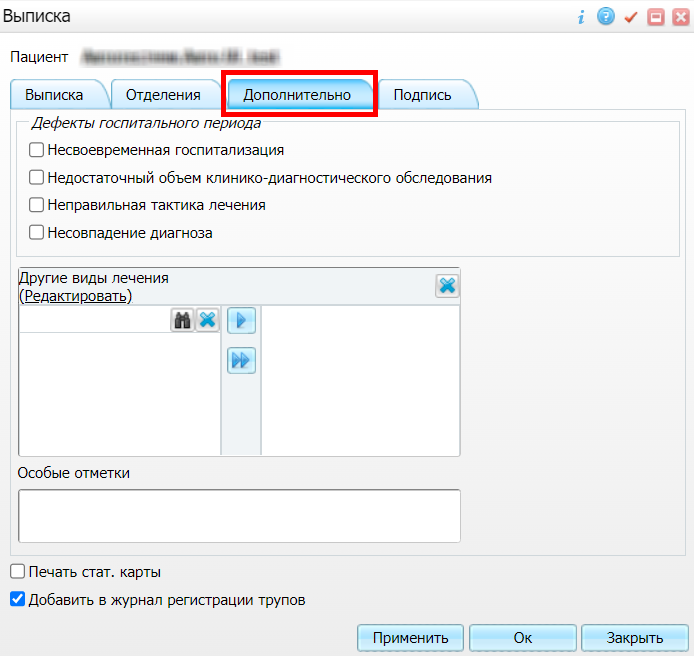 Выписка
Пациент
Выписка Отделения Дополнительно Подпись
Дефекты госпитального периода
Несвоевременная госпитализация
Недостаточный объем клинико-диагностического обследования
Неправильная тактика лечения
Несовпадение диагноза
Другие виды лечения
(Редактировать)
Особые отметки
Печать стат. карты
Добавить в журнал регистрации трупов
Применить Ок Закрыть